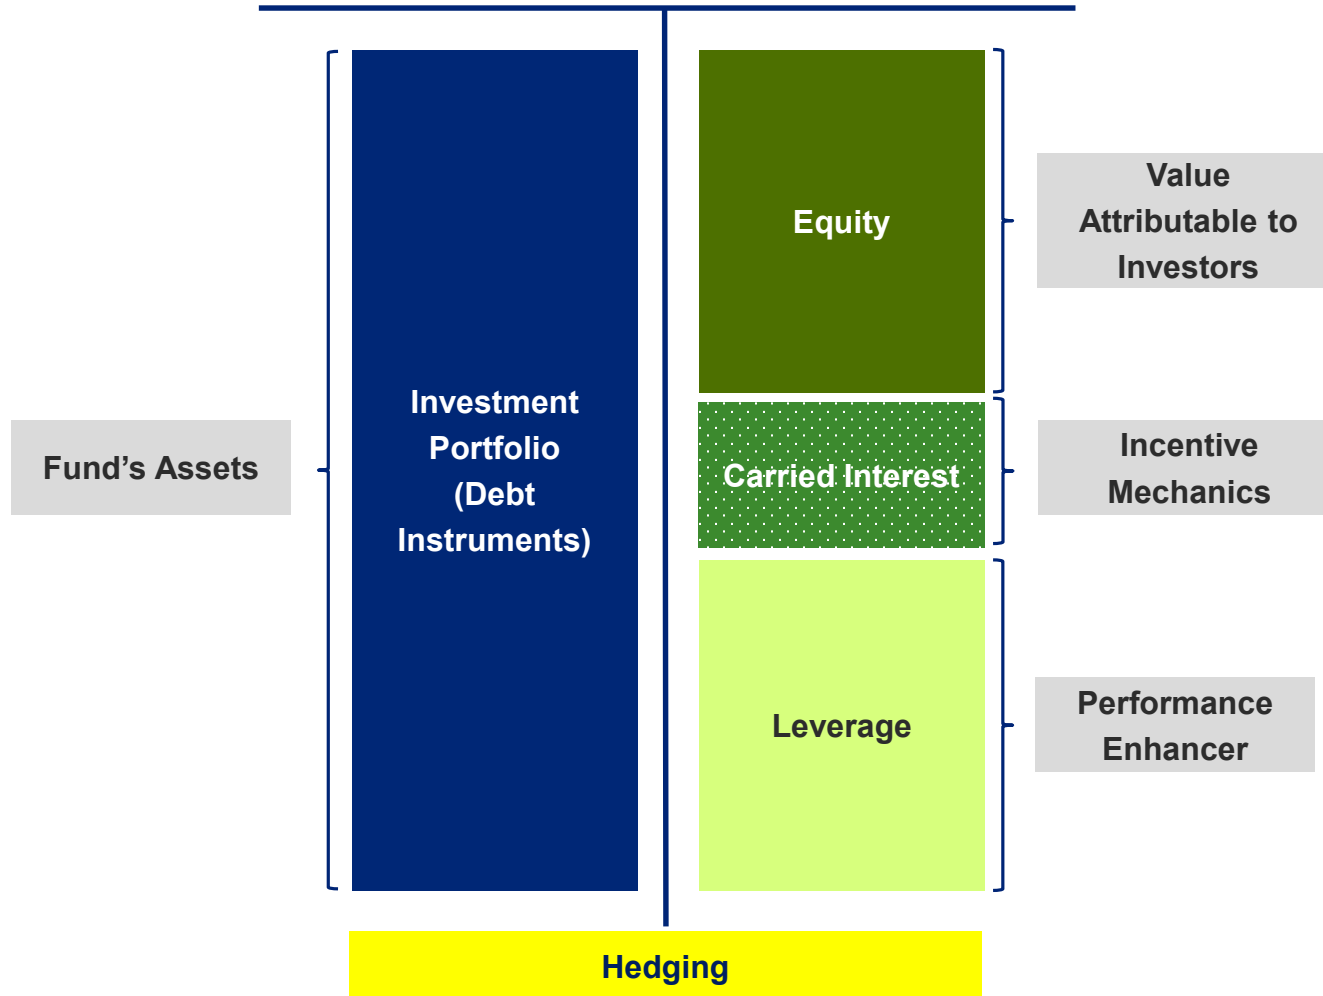 Fund’s Assets
Investment
Portfolio
(Debt
Instruments)
Equity
Value
Attributable to
Investors
Carried Interest
Incentive
Mechanics
Leverage
Performance
Enhancer
Hedging